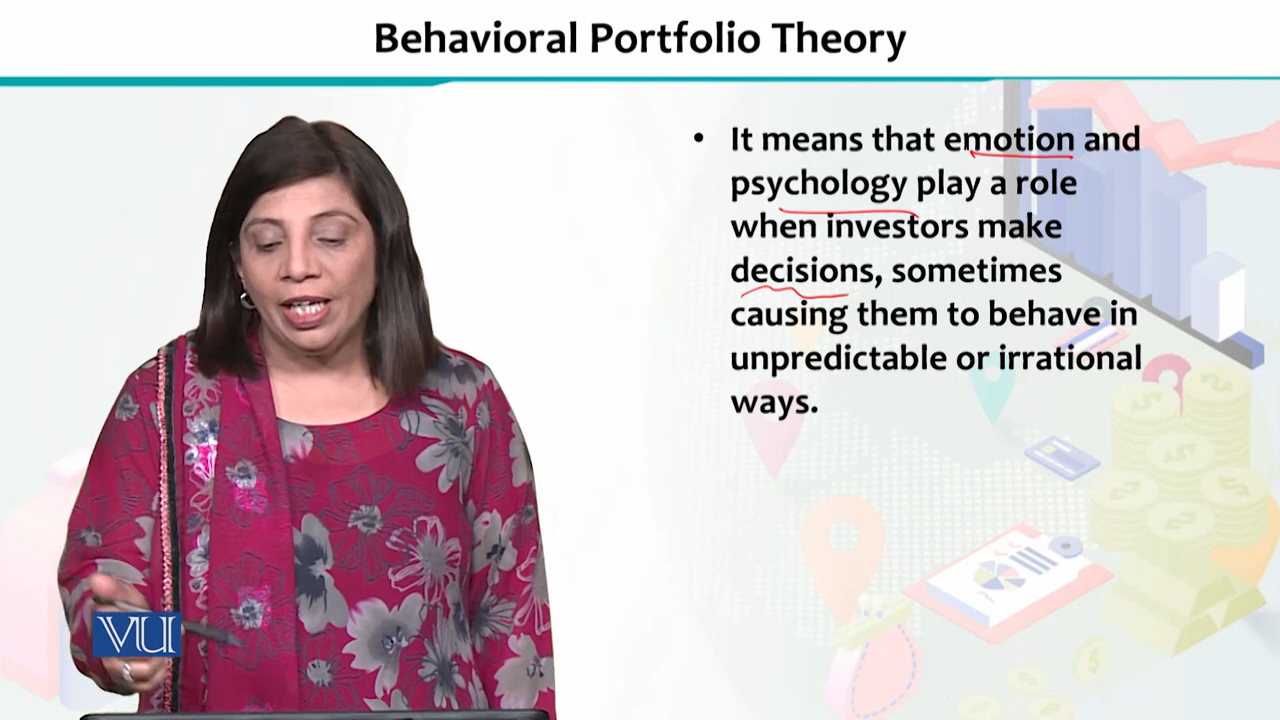 Behavioral Portfolio Theory
• It means that emotion and
psychology play a role
when investors make
decisions, sometimes
causing them to behave in
unpredictable or irrational
ways.
VU